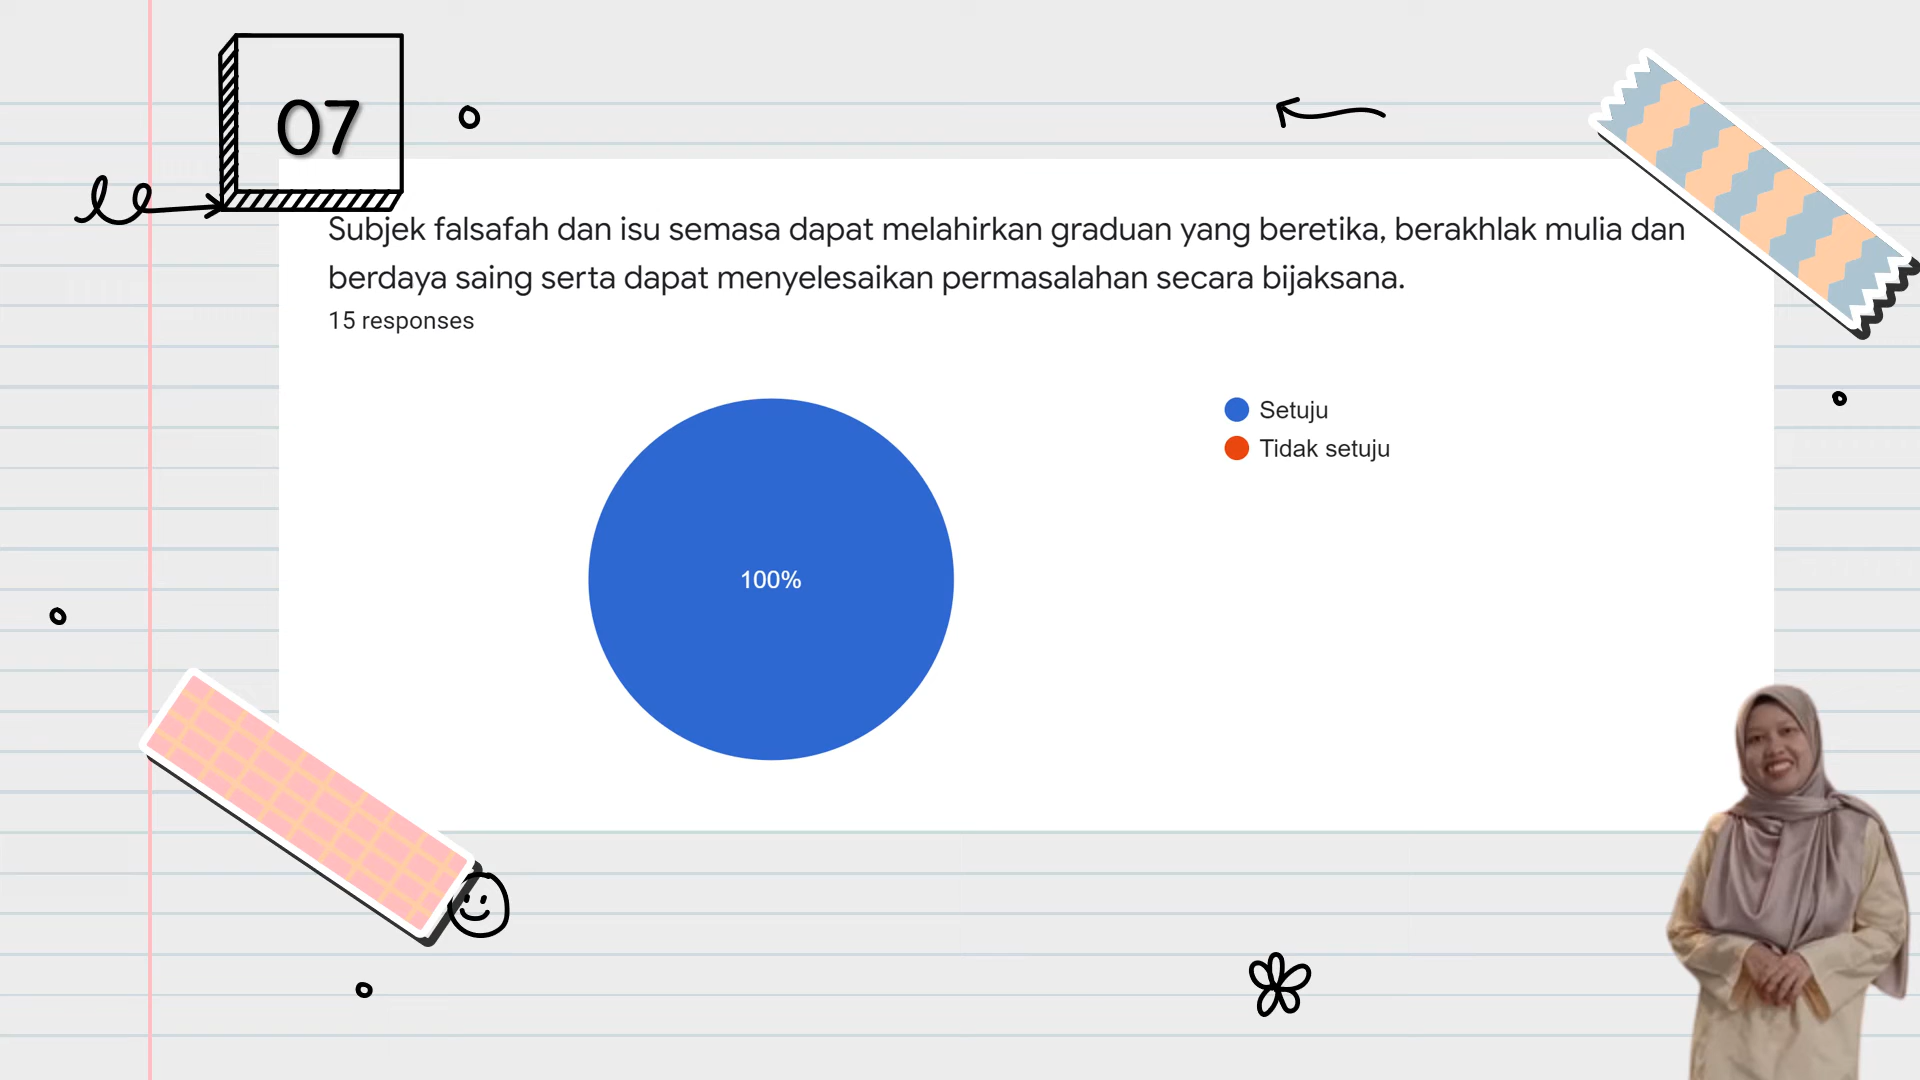 07
Subjek falsafah dan isu semasa dapat melahirkan graduan yang beretika, berakhlak mulia dan
berdaya saing serta dapat menyelesaikan permasalahan secara bijaksana.
15 responses
Setuju
Tidak setuju
100%